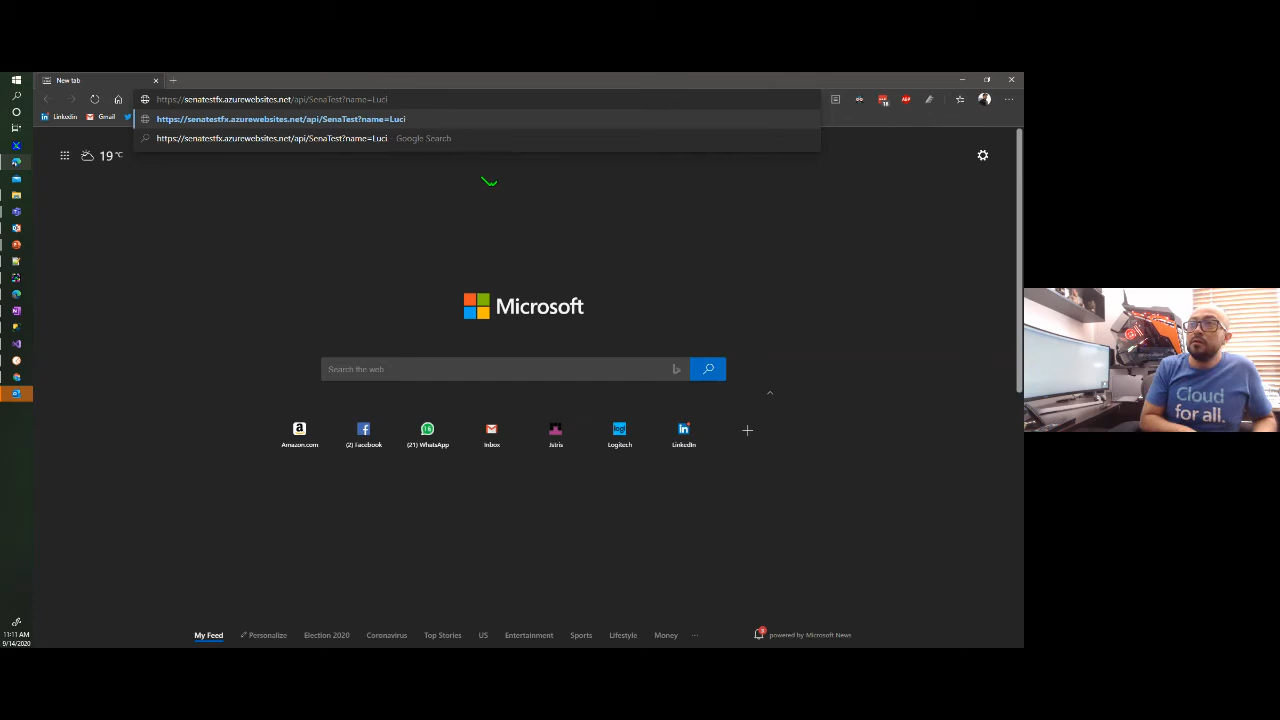 New tab
https://senatestfx.azurewebsites.net/api/SenaTest?name=Luci
Linkedin
Gmail
https://senatestfx.azurewebsites.net/api/SenaTest?name=Luci
https://senatestfx.azurewebsites.net/api/SenaTest?name=Luci - Google Search
19°C
Microsoft
Search the web
Amazon.com
(2) Facebook
(21) WhatsApp
Inbox
Jstris
Logitech
LinkedIn
Cloud
for all.
My Feed
Personalize
Election 2020
Coronavirus
Top Stories
US
Entertainment
Sports
Lifestyle
Money
...
powered by Microsoft News
11:11 AM
9/14/2020